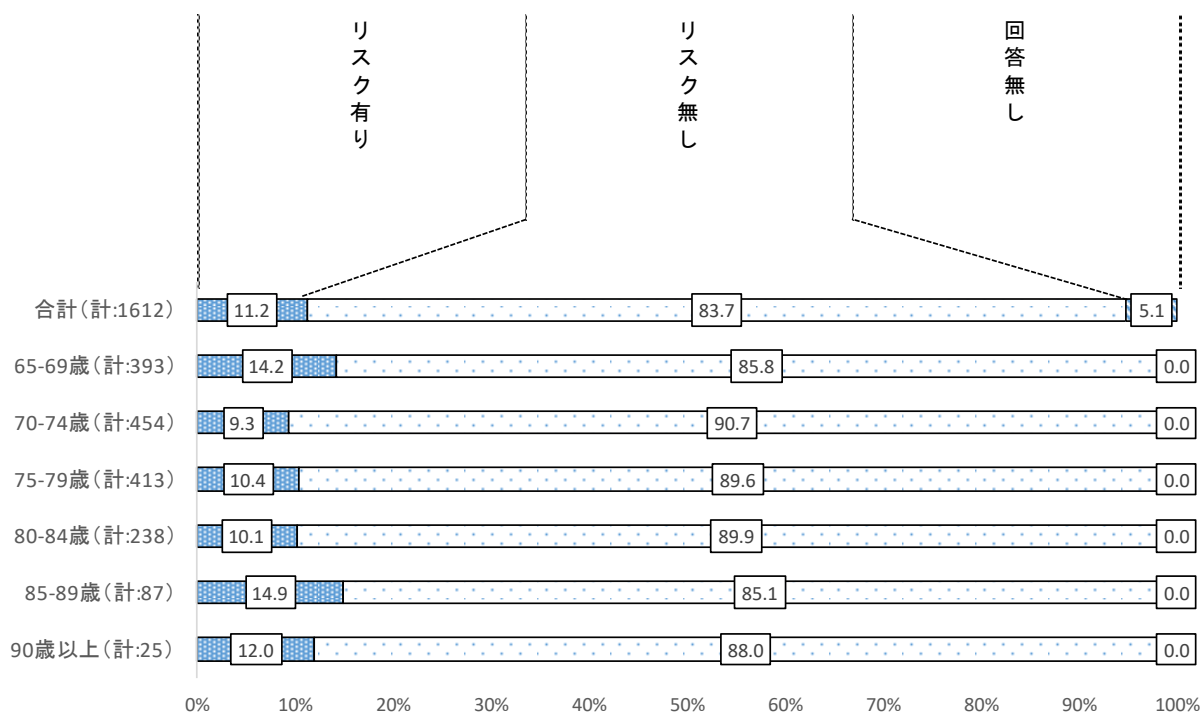 リスク有り
リスク無し
回答無し
合計(計:1612) 11.2 83.7 5.1
65-69歳(計:393) 14.2 85.8 0.0
70-74歳(計:454) 9.3 90.7 0.0
75-79歳(計:413) 10.4 89.6 0.0
80-84歳(計:238) 10.1 89.9 0.0
85-89歳(計:87) 14.9 85.1 0.0
90歳以上(計:25) 12.0 88.0 0.0
0% 10% 20% 30% 40% 50% 60% 70% 80% 90% 100%